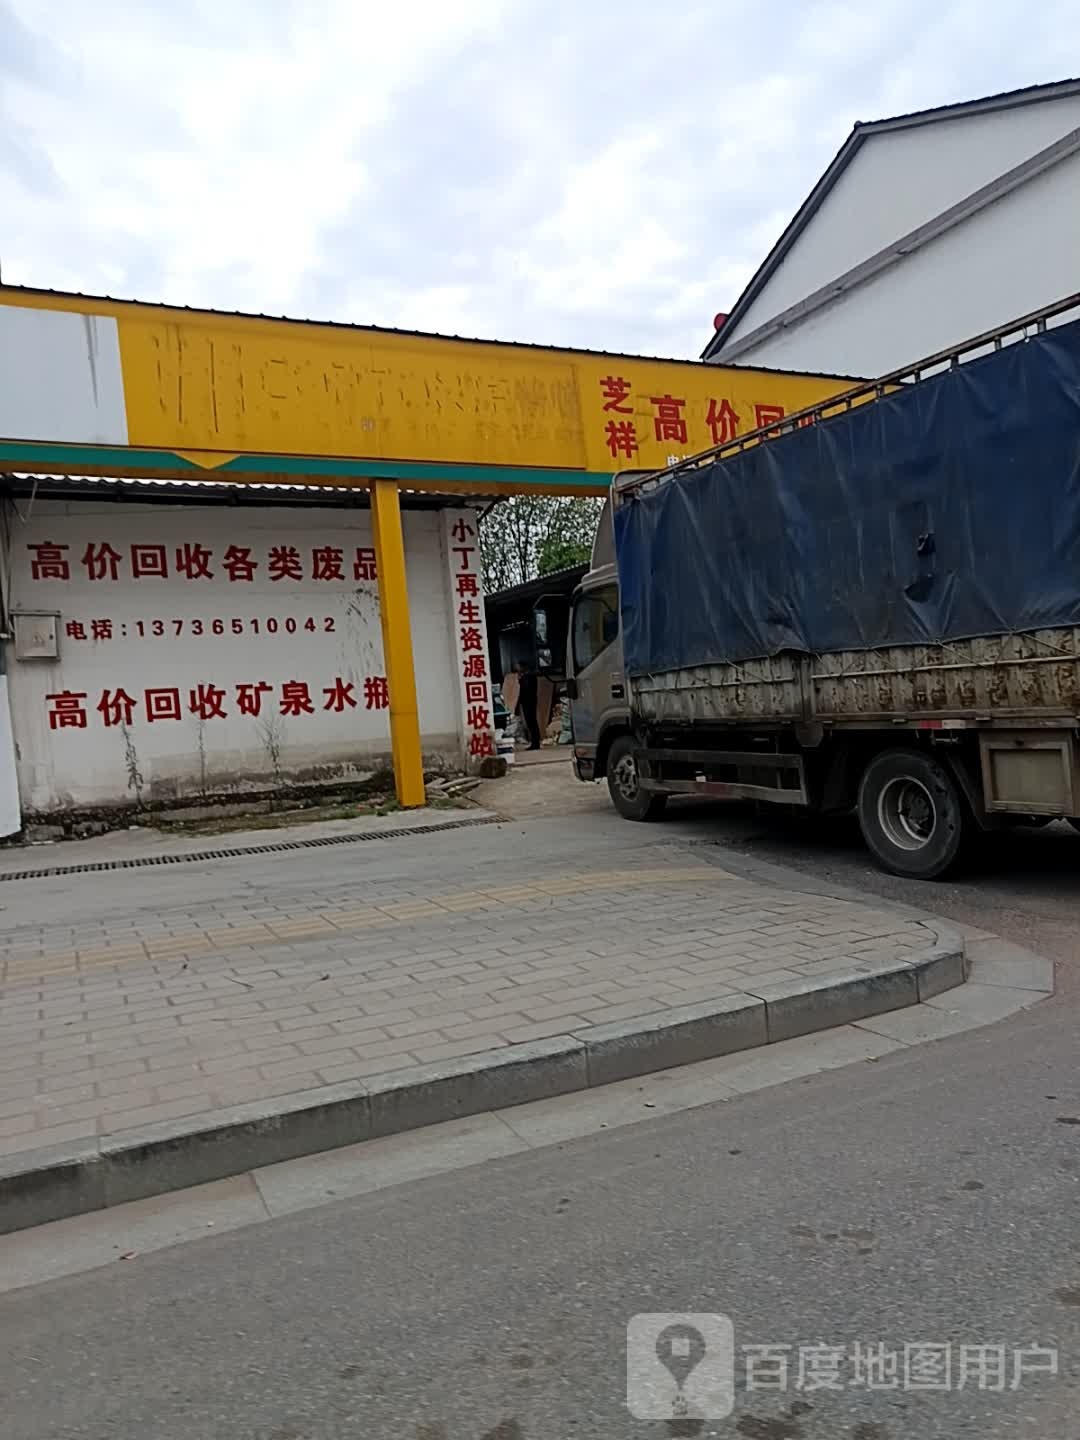 芝祥
高价回
高价回收各类废品
电话:13736510042
高价回收矿泉水瓶
小丁再生资源回收站
百度地图用户